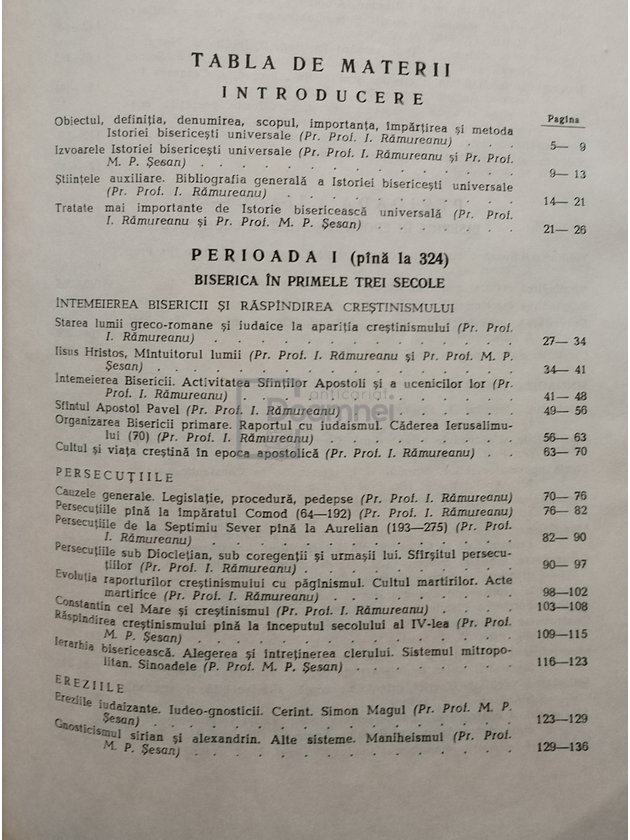 TABLA DE MATERII
INTRODUCERE
Pagina
Obiectul, definiția, denumirea, scopul, importanța, împărțirea și metoda
Istoriei bisericești universale (Pr. Prof. I. Rămureanu) . . . 5— 9
Izvoarele Istoriei bisericești universale (Pr. Prof. I. Rămureanu și Pr. Prof.
M. P. Șesan) . . . . . . . . . . . 9— 13
Științele auxiliare. Bibliografia generală a Istoriei bisericești universale
(Pr. Prof. I. Rămureanu) . . . . . . . . 14— 21
Tratate mai importante de Istorie bisericească universală (Pr. Prof.
I. Rămureanu și Pr. Prof. M. P. Șesan) . . . . . . 21— 26
PERIOADA I (pînă la 324)
BISERICA ÎN PRIMELE TREI SECOLE
INTEMEIEREA BISERICII ȘI RĂSPÎNDIREA CREȘTINISMULUI
Starea lumii greco-romane și iudaice la apariția creștinismului (Pr. Prof.
I. Rămureanu) . . . . . . . . . . 27— 34
Iisus Hristos, Mîntuitorul lumii (Pr. Prof. I. Rămureanu și Pr. Prof. M. P.
Șesan) . . . . . . . . . . . . 34— 41
Intemeierea Bisericii. Activitatea Sfinților Apostoli și a ucenicilor lor (Pr.
Prof. I. Rămureanu) . . . . . . . . . 41— 48
Sfîntul Apostol Pavel (Pr. Prof. I. Rămureanu) . . . . . . 49— 56
Organizarea Bisericii primare. Raportul cu iudaismul. Căderea Ierusalimu-
lui (70) (Pr. Prof. I. Rămureanu) . . . . . . . 56— 63
Cultul și viața creștină în epoca apostolică (Pr. Prof. I. Rămureanu) . . 63— 70
PERSECUȚIILE
Cauzele generale. Legislație, procedură, pedepse (Pr. Prof. I. Rămureanu) 70— 76
Persecuțiile pînă la împăratul Comod (64—192) (Pr. Prof. I. Rămureanu) 76— 82
Persecuțiile de la Septimiu Sever pînă la Aurelian (193—275) (Pr. Prof.
I. Rămureanu) . . . . . . . . . . 82— 90
Persecuțiile sub Diocletian, sub coregenții și urmașii lui. Sfîrșitul persecu-
țiilor (Pr. Prof. I. Rămureanu) . . . . . . . . 90— 97
Evoluția raporturilor creștinismului cu păgînismul. Cultul martirilor. Acte
martirice (Pr. Prof. I. Rămureanu) . . . . . . . 98—102
Constantin cel Mare și creștinismul (Pr. Prof. I. Rămureanu) . . . . 103—108
Răspîndirea creștinismului pînă la începutul secolului al IV-lea (Pr. Prof.
M. P. Șesan) . . . . . . . . . . . 109—115
Ierarhia bisericească. Alegerea și întreținerea clerului. Sistemul mitropo-
litan. Sinoadele (P. Prof. M. P. Șesan) . . . . . . 116—123
EREZIILE
Ereziile iudaizante. Iudeo-gnosticii. Cerint. Simon Magul (Pr. Prof. M. P.
Șesan) . . . . . . . . . . . . 123—129
Gnosticismul sirian și alexandrin. Alte sisteme. Maniheismul (Pr. Prof.
M. P. Șesan) . . . . . . . . . . . 129—136
anticariat
Doamnei